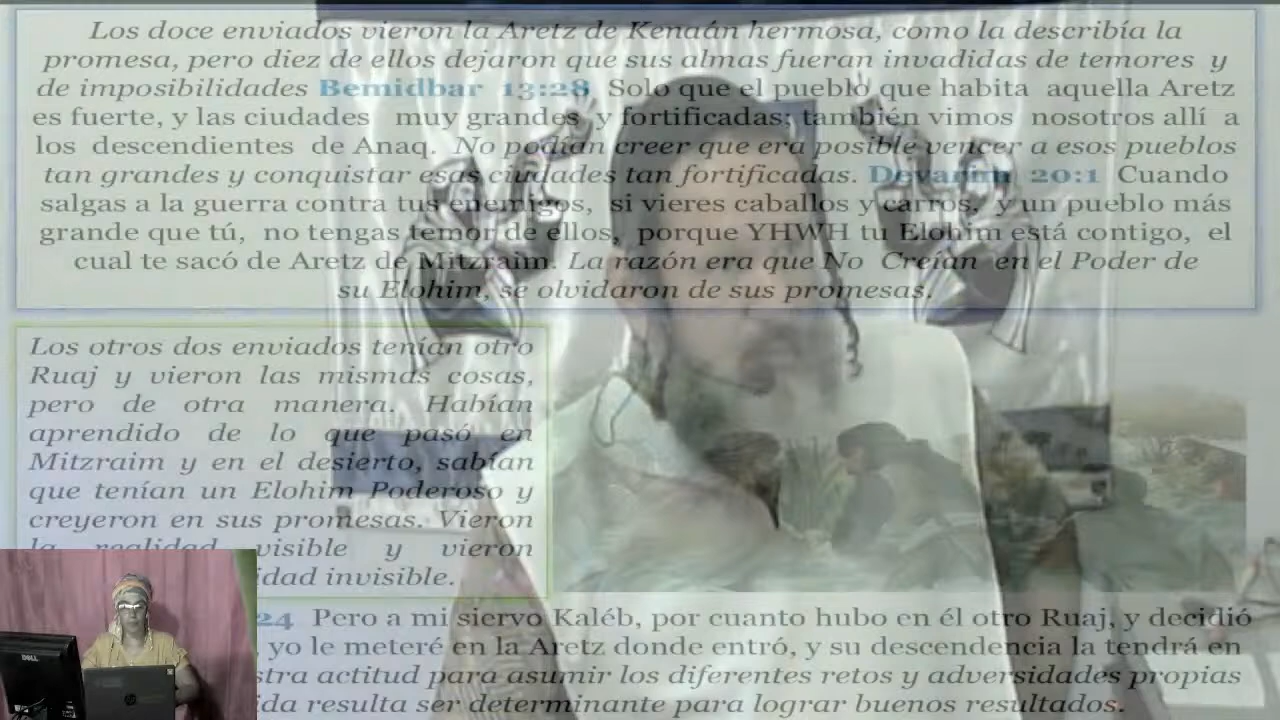 Los doce enviados vieron la Aretz de Kenaán hermosa, como la describía la
promesa, pero diez de ellos dejaron que sus almas fueran invadidas de temores y
de imposibilidades Bemidbar 13:28 Solo que el pueblo que habita aquella Aretz
es fuerte, y las ciudades muy grandes y fortificadas; también vimos nosotros allí a
los descendientes de Anaq. No podían creer que era posible vencer a esos pueblos
tan grandes y conquistar esas ciudades tan fortificadas. Devarim 20:1 Cuando
salgas a la guerra contra tus enemigos, si vieres caballos y carros, y un pueblo más
grande que tú, no tengas temor de ellos, porque YHWH tu Elohim está contigo, el
cual te sacó de Aretz de Mitzraim. La razón era que No Creían en el Poder de
su Elohim, se olvidaron de sus promesas.
Los otros dos enviados tenían otro
Ruaj y vieron las mismas cosas,
pero de otra manera. Habían
aprendido de lo que pasó en
Mitzraim y en el desierto, sabían
que tenían un Elohim Poderoso y
creyeron en sus promesas. Vieron
la realidad visible y vieron
idad invisible.
24 Pero a mi siervo Kaléb, por cuanto hubo en él otro Ruaj, y decidió
yo le meteré en la Aretz donde entró, y su descendencia la tendrá en
stra actitud para asumir los diferentes retos y adversidades propias
ida resulta ser determinante para lograr buenos resultados.
DELL